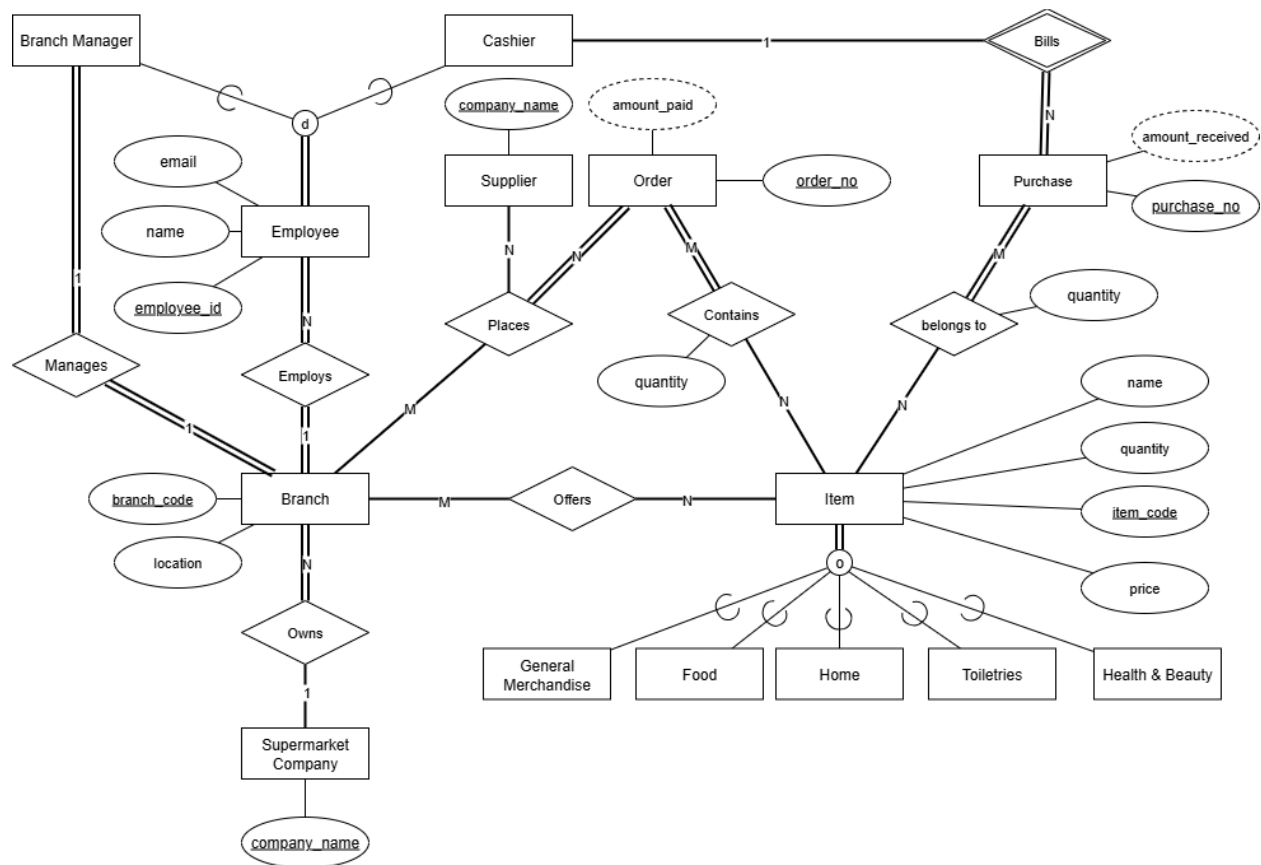 Branch Manager
Cashier
Bills
1
d
company_name
amount_paid
N
amount_received
email
Supplier
Order
order_no
Purchase
purchase_no
name
Employee
employee_id
1
N
N
N
M
M
Places
Contains
belongs to
quantity
Manages
Employs
quantity
1
1
M
N
N
name
quantity
branch_code
Branch
M
Offers
N
Item
item_code
location
N
o
price
Owns
General
Merchandise
Food
Home
Toiletries
Health & Beauty
1
Supermarket
Company
company_name